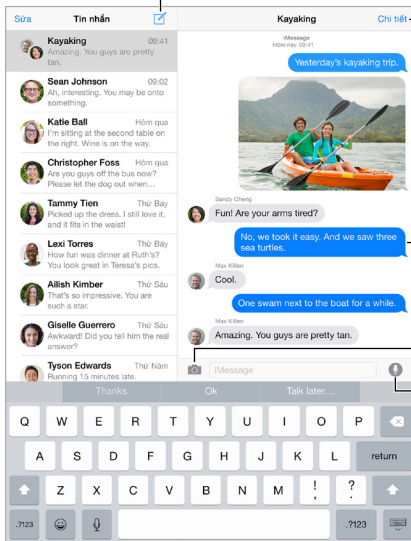 Sửa
Tin nhắn
Kayaking 09:41
Amazing. You guys are pretty
tan.
Sean Johnson 09:02
Ah, interesting. You may be onto
something.
Katie Ball Hôm qua
I'm sitting at the second table on
the right. Wine is on the way.
Christopher Foss Hôm qua
Are you guys off the bus now?
Please let the dog out when...
Tammy Tien Thứ Bảy
Picked up the dress. I still love it,
and it fits in the waist!
Lexi Torres Thứ Bảy
How fun was dinner at Ruth's?
You look great in Teresa's pics.
Ailish Kimber Thứ Sáu
That's so impressive. You are
such a star.
Giselle Guerrero Thứ Sáu
Awkward! Did you tell him the real
answer?
Tyson Edwards Thứ Năm
Running 15 minutes late.
Kayaking
Chi tiết
iMessage
Hôm nay 09:41
Yesterday's kayaking trip.
Sandy Cheng
Fun! Are your arms tired?
No, we took it easy. And we saw three
sea turtles.
Max Killen
Cool.
One swam next to the boat for a while.
Max Killen
Amazing. You guys are pretty tan.
iMessage
Thanks Ok Talk later...
Q W E R T Y U I O P
A S D F G H J K L return
Z X C V B N M ! , ? .
.?123 .?123